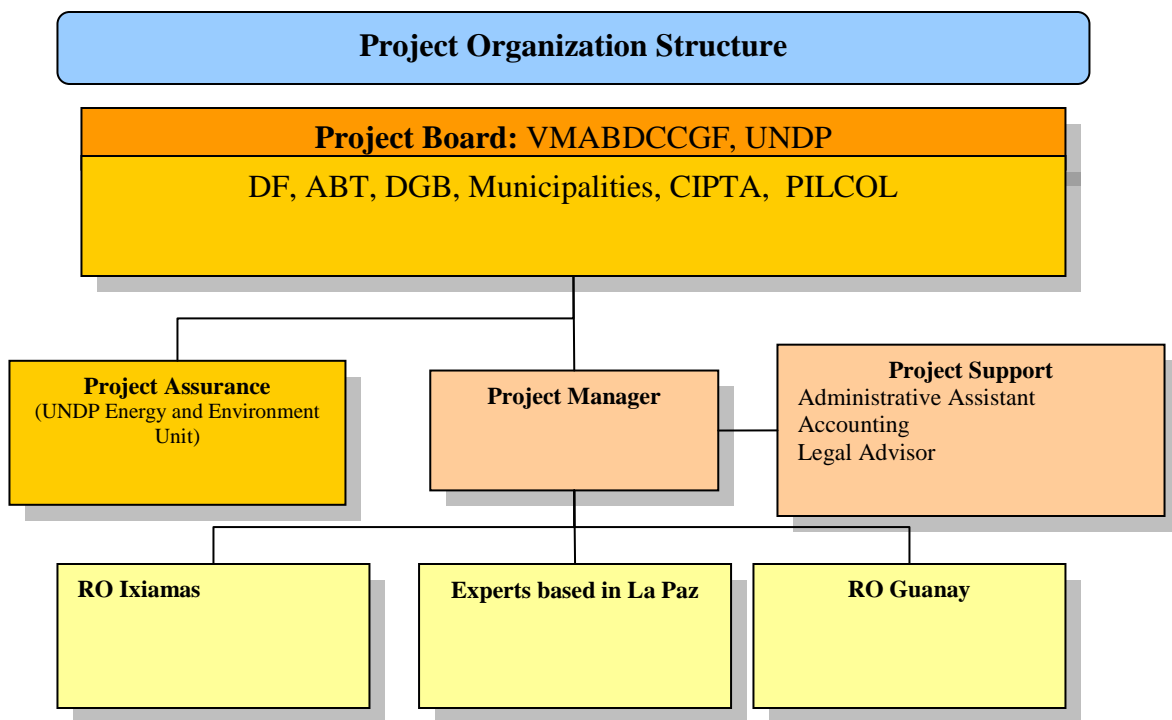 Project Organization Structure
Project Board: VMABDCCGF, UNDP
DF, ABT, DGB, Municipalities, CIPTA, PILCOL
Project Assurance
(UNDP Energy and Environment
Unit)
Project Manager
Project Support
Administrative Assistant
Accounting
Legal Advisor
RO Ixiamas
Experts based in La Paz
RO Guanay